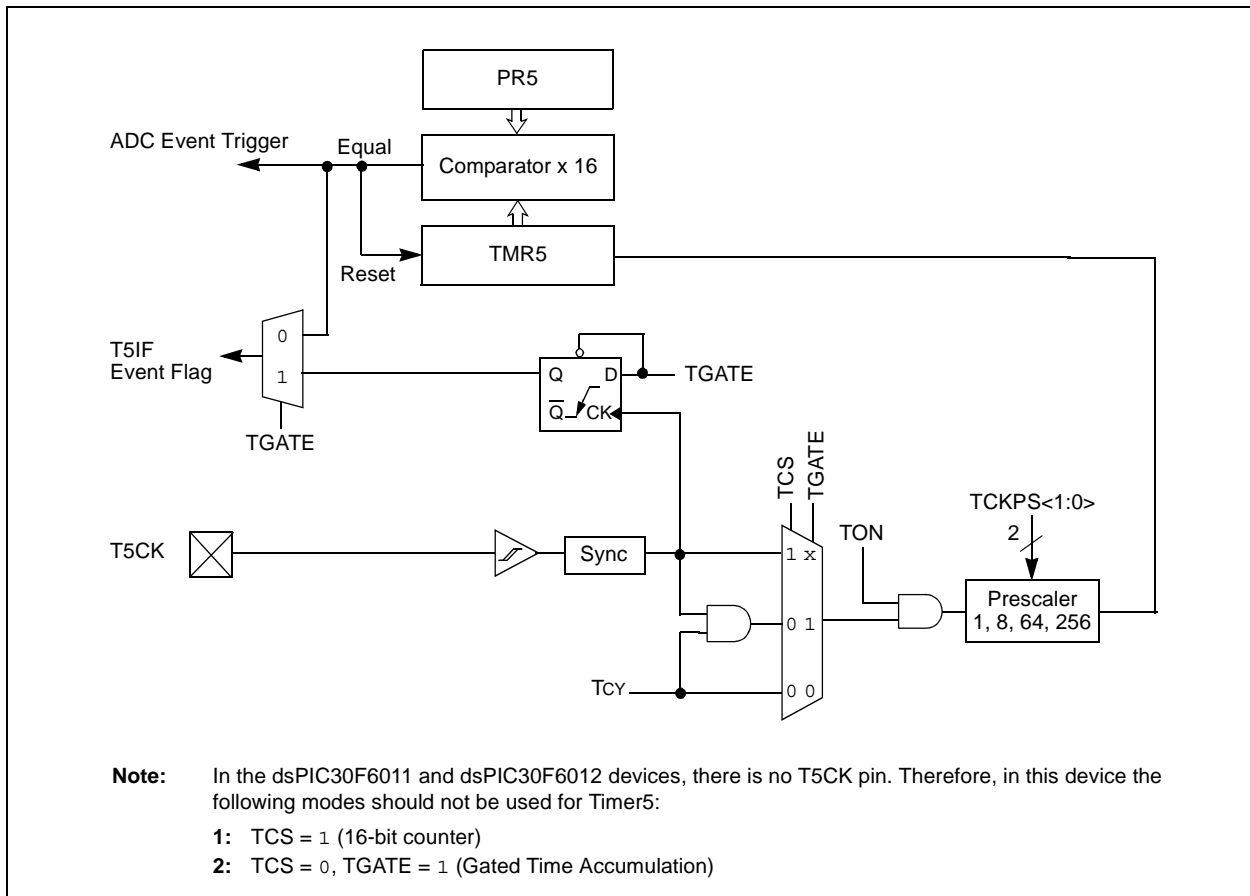 PR5
ADC Event Trigger
Equal
Comparator x 16
TMR5
Reset
0
T5IF
Event Flag
1
Q D
TGATE
Q CK
TGATE
TCS
TGATE
TCKPS<1:0>
2
TON
T5CK
Sync
1 x
Prescaler
1, 8, 64, 256
0 1
TCY
0 0
Note: In the dsPIC30F6011 and dsPIC30F6012 devices, there is no T5CK pin. Therefore, in this device the
following modes should not be used for Timer5:
1: TCS = 1 (16-bit counter)
2: TCS = 0, TGATE = 1 (Gated Time Accumulation)